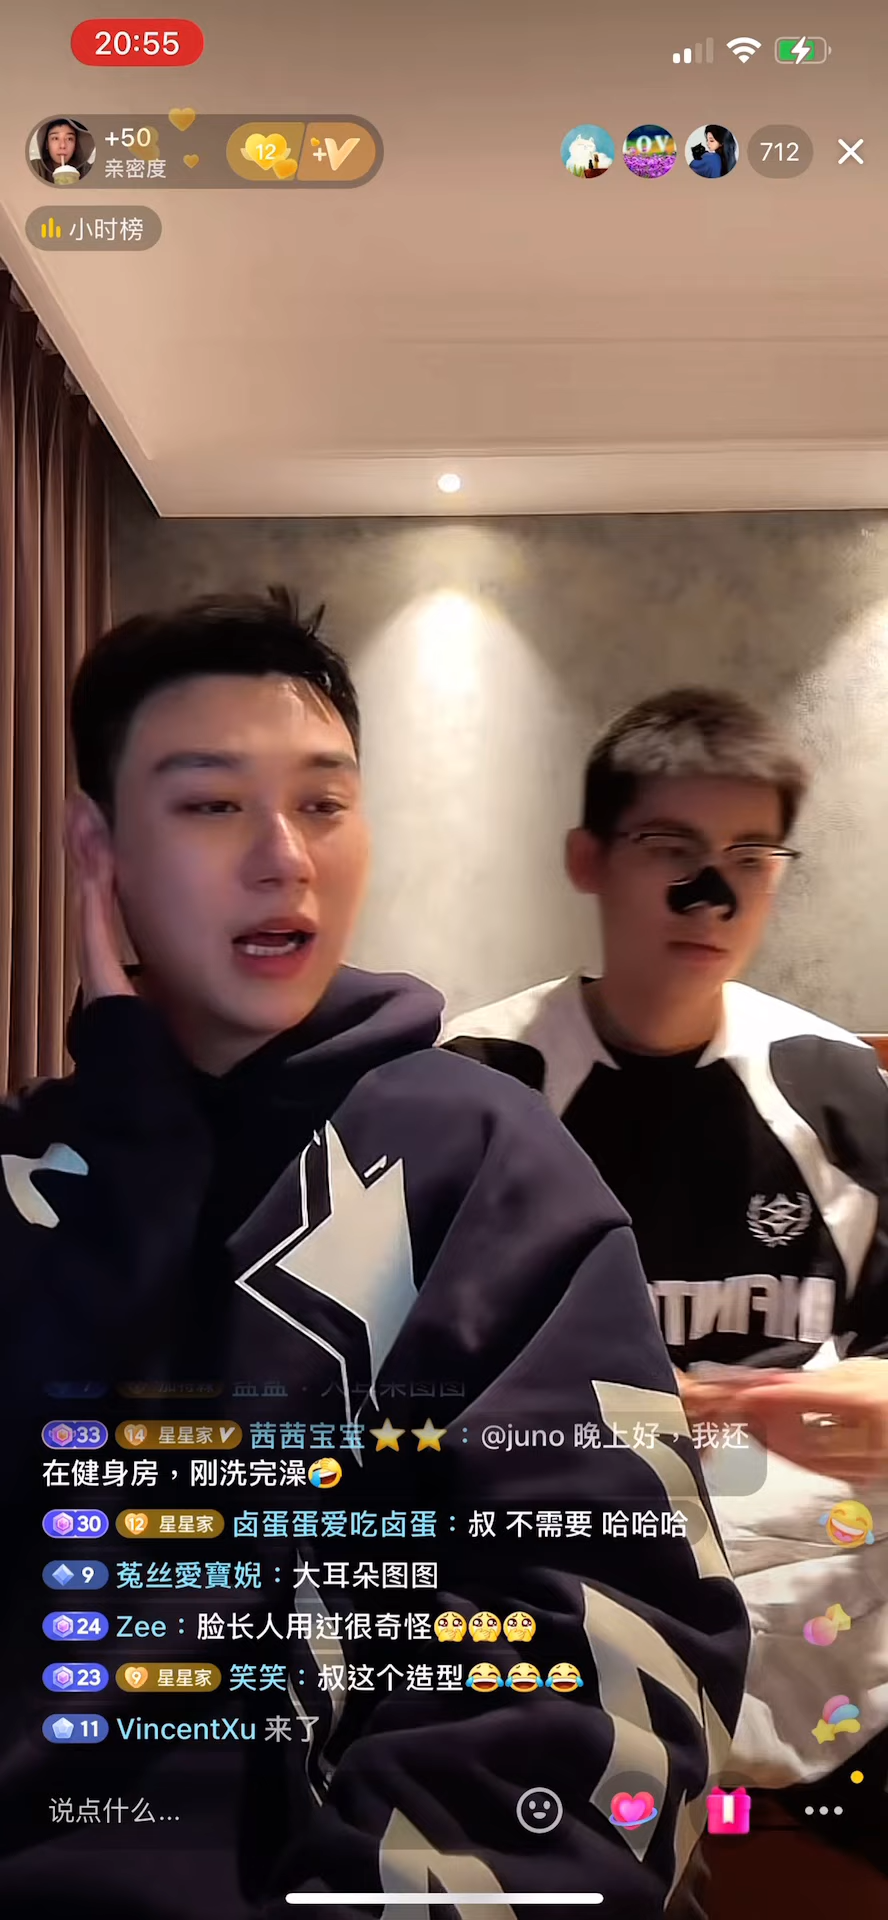 20:55
+50
亲密度
12
+V
LOV
712
小时榜
33 14 星星家 茜茜宝宝⭐⭐：@juno 晚上好，我还
在健身房，刚洗完澡🤣
30 12 星星家 卤蛋蛋爱吃卤蛋：叔 不需要 哈哈哈
9 菟丝愛寶婗：大耳朵图图
24 Zee：脸长人用过很奇怪🥺🥺🥺
23 9 星星家 笑笑：叔这个造型😂😂😂
11 VincentXu 来了
说点什么...